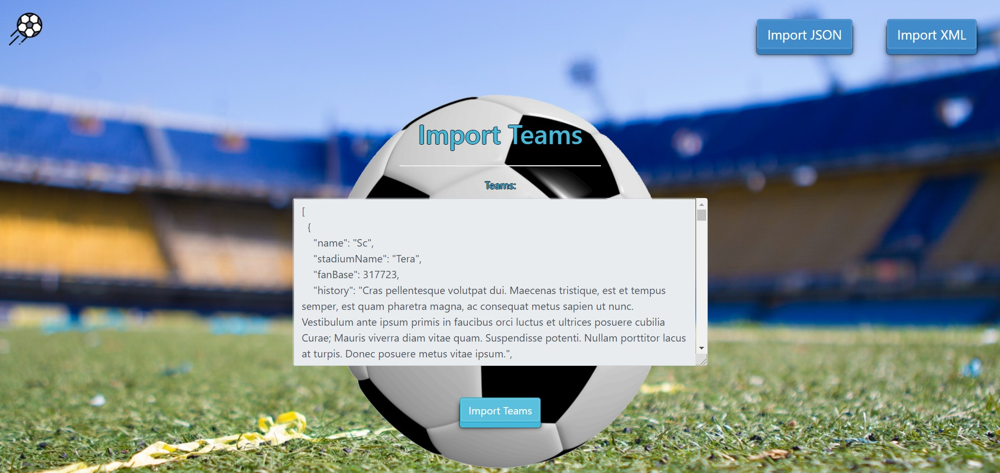 Import JSON
Import XML
Import Teams
Teams:
[
{
"name": "Sc",
"stadiumName": "Tera",
"fanBase": 317723,
"history": "Cras pellentesque volutpat dui. Maecenas tristique, est et tempus
semper, est quam pharetra magna, ac consequat metus sapien ut nunc.
Vestibulum ante ipsum primis in faucibus orci luctus et ultrices posuere cubilia
Curae; Mauris viverra diam vitae quam. Suspendisse potenti. Nullam porttitor lacus
at turpis. Donec posuere metus vitae ipsum.",
Import Teams